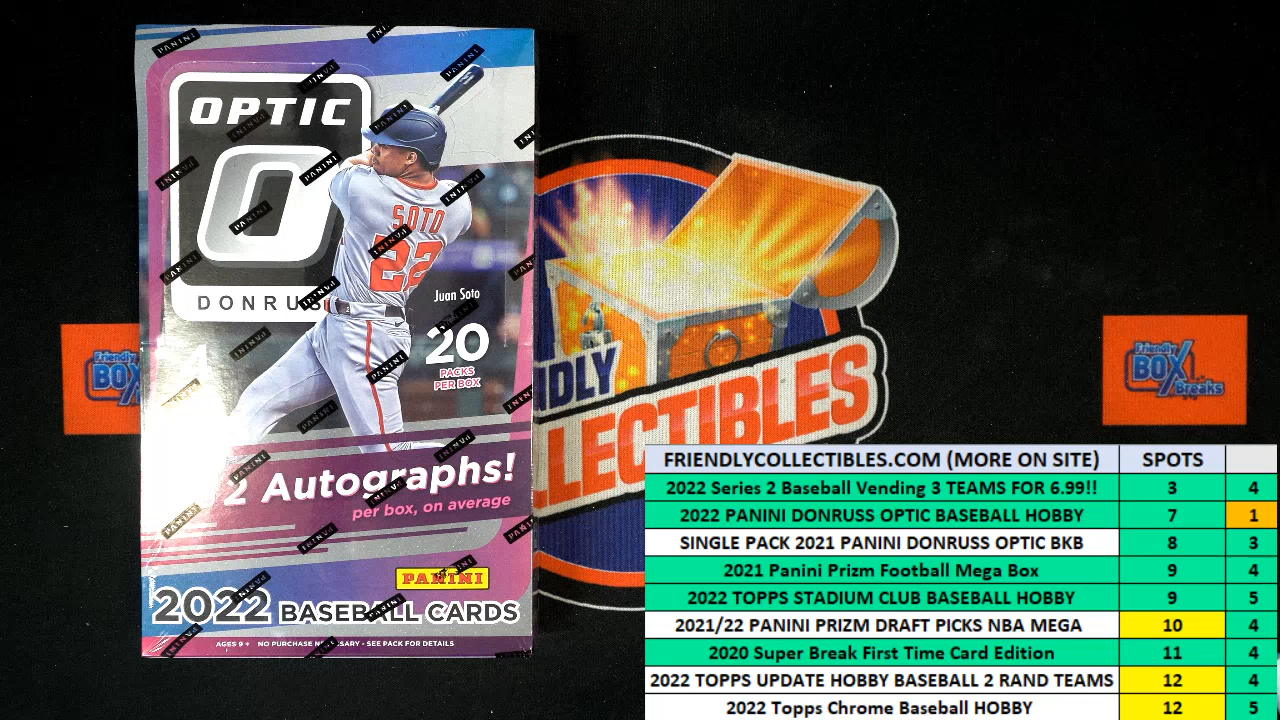 OPTIC
DONRUS
SOTO
22
Juan Soto
20
PACKS
PER BOX
2 Autographs!
per box, on average
PANINI
2022 BASEBALL CARDS
AGES 9+ NO PURCHASE NECESSARY - SEE PACK FOR DETAILS
Friendly
BOX
NDLY
LLECTIBLES
Friendly
BOX
Breaks
FRIENDLYCOLLECTIBLES.COM (MORE ON SITE) SPOTS
2022 Series 2 Baseball Vending 3 TEAMS FOR 6.99!! 3 4
2022 PANINI DONRUSS OPTIC BASEBALL HOBBY 7 1
SINGLE PACK 2021 PANINI DONRUSS OPTIC BKB 8 3
2021 Panini Prizm Football Mega Box 9 4
2022 TOPPS STADIUM CLUB BASEBALL HOBBY 9 5
2021/22 PANINI PRIZM DRAFT PICKS NBA MEGA 10 4
2020 Super Break First Time Card Edition 11 4
2022 TOPPS UPDATE HOBBY BASEBALL 2 RAND TEAMS 12 4
2022 Topps Chrome Baseball HOBBY 12 5